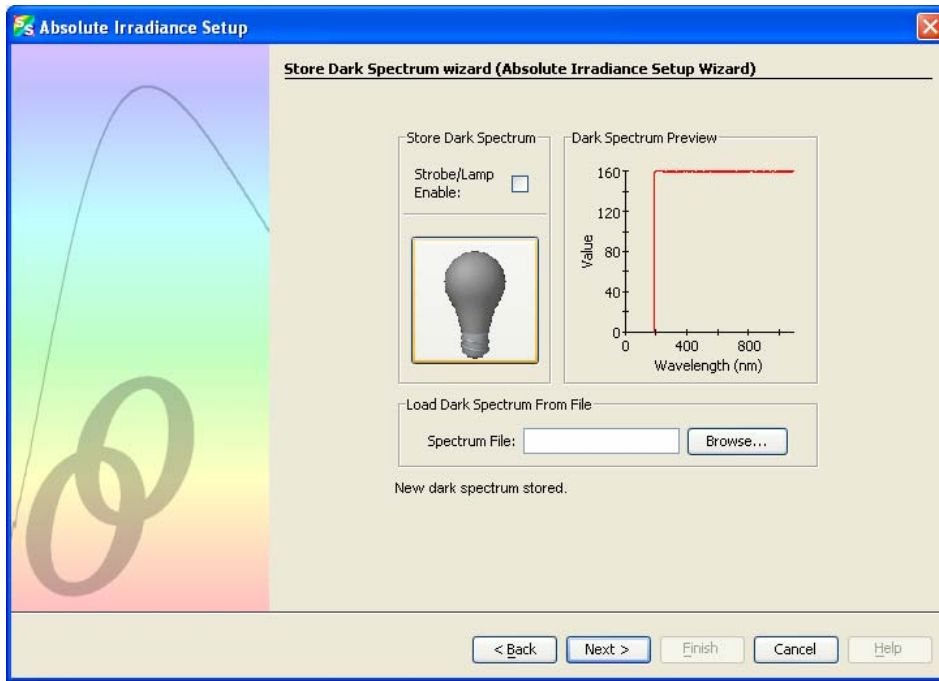 Absolute Irradiance Setup
Store Dark Spectrum wizard (Absolute Irradiance Setup Wizard)
Store Dark Spectrum
Strobe/Lamp
Enable:
Dark Spectrum Preview
160
120
80
40
0
Value
0 400 800
Wavelength (nm)
Load Dark Spectrum From File
Spectrum File:
Browse...
New dark spectrum stored.
< Back
Next >
Finish
Cancel
Help